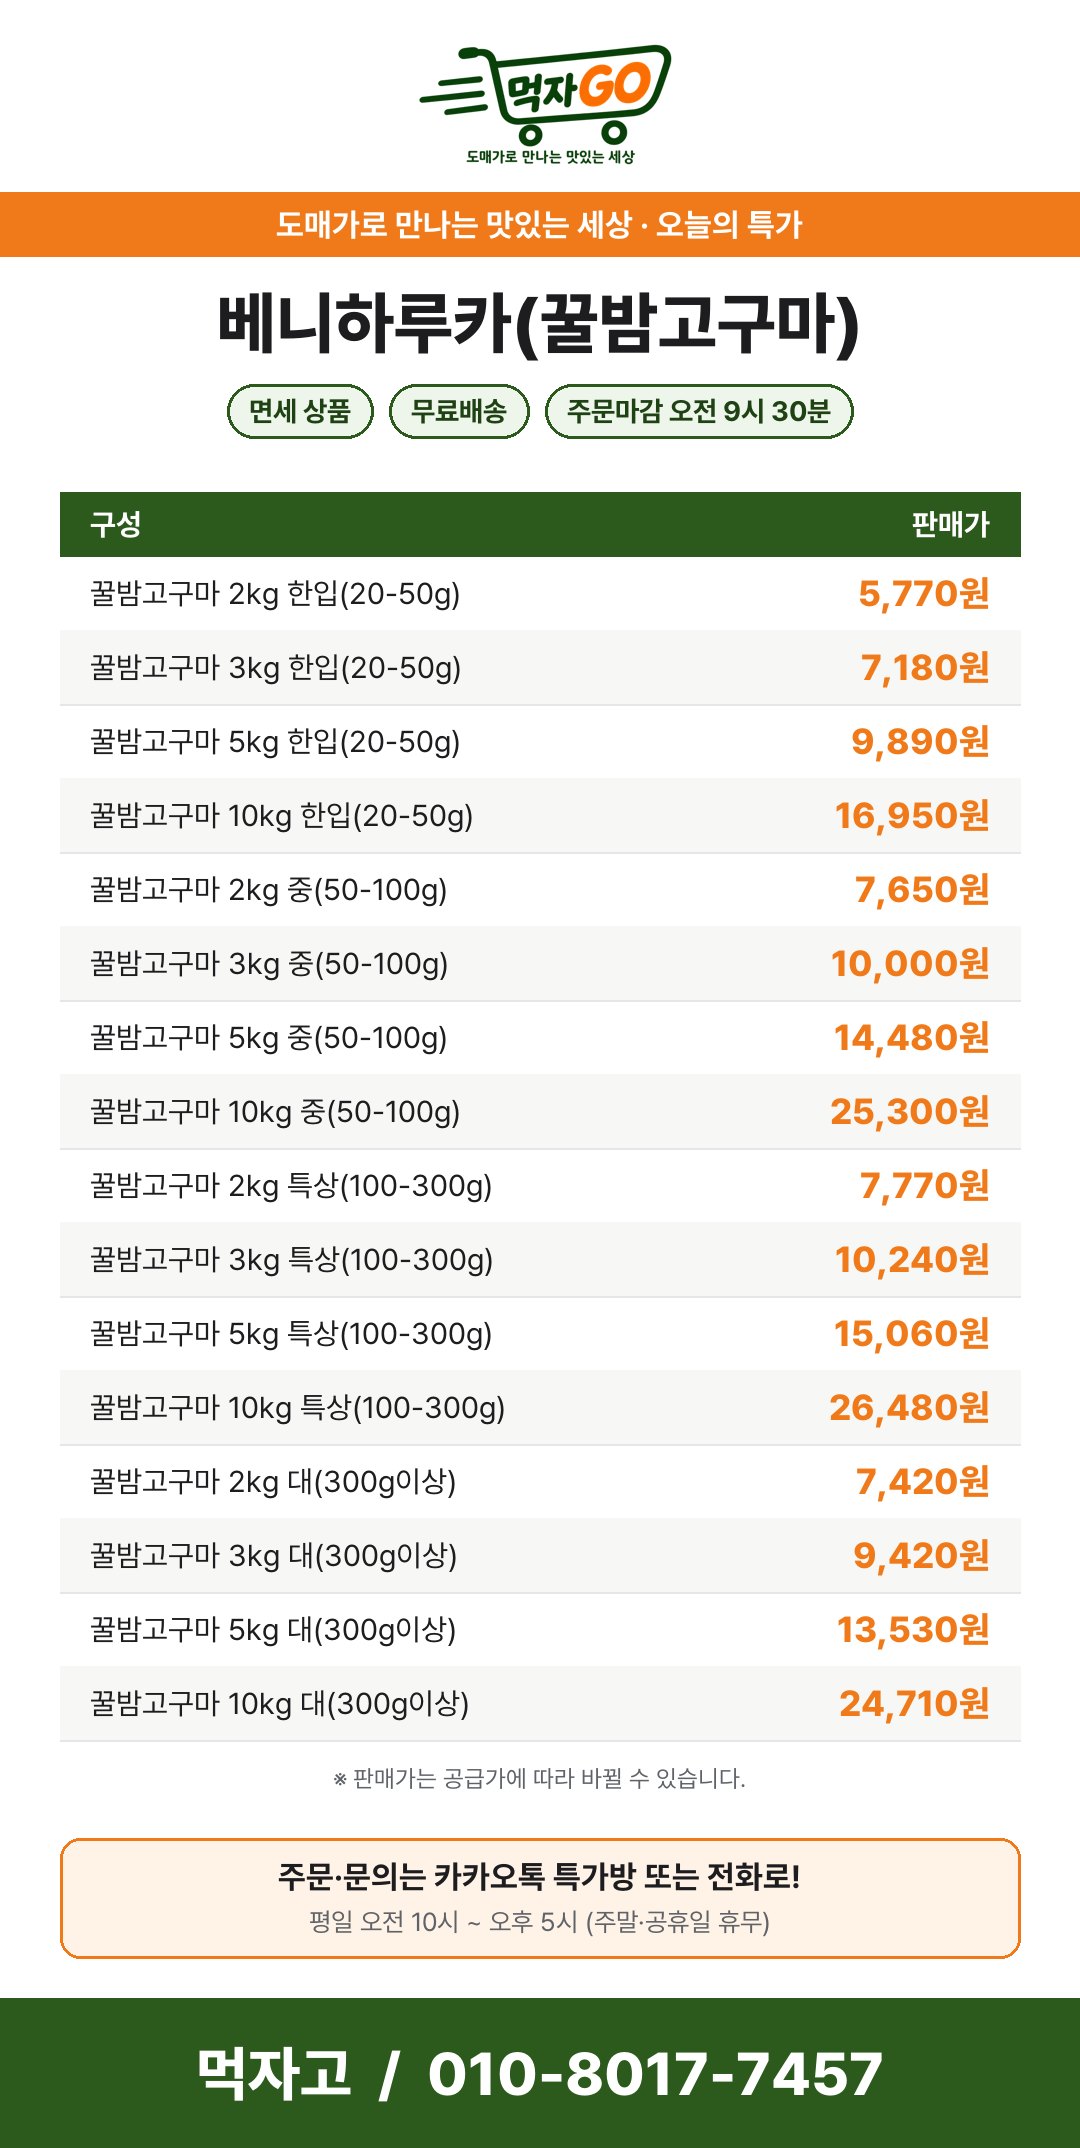 먹자GO
도매가로 만나는 맛있는 세상
도매가로 만나는 맛있는 세상 · 오늘의 특가
베니하루카(꿀밤고구마)
면세 상품 무료배송 주문마감 오전 9시 30분
구성 판매가
꿀밤고구마 2kg 한입(20-50g) 5,770원
꿀밤고구마 3kg 한입(20-50g) 7,180원
꿀밤고구마 5kg 한입(20-50g) 9,890원
꿀밤고구마 10kg 한입(20-50g) 16,950원
꿀밤고구마 2kg 중(50-100g) 7,650원
꿀밤고구마 3kg 중(50-100g) 10,000원
꿀밤고구마 5kg 중(50-100g) 14,480원
꿀밤고구마 10kg 중(50-100g) 25,300원
꿀밤고구마 2kg 특상(100-300g) 7,770원
꿀밤고구마 3kg 특상(100-300g) 10,240원
꿀밤고구마 5kg 특상(100-300g) 15,060원
꿀밤고구마 10kg 특상(100-300g) 26,480원
꿀밤고구마 2kg 대(300g이상) 7,420원
꿀밤고구마 3kg 대(300g이상) 9,420원
꿀밤고구마 5kg 대(300g이상) 13,530원
꿀밤고구마 10kg 대(300g이상) 24,710원
※ 판매가는 공급가에 따라 바뀔 수 있습니다.
주문·문의는 카카오톡 특가방 또는 전화로!
평일 오전 10시 ~ 오후 5시 (주말·공휴일 휴무)
먹자고 / 010-8017-7457